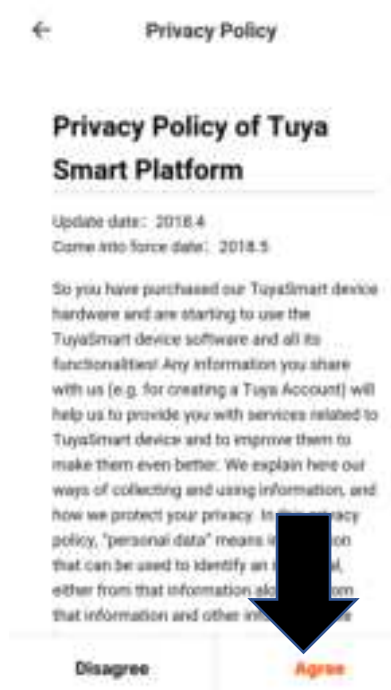 Privacy Policy
Privacy Policy of Tuya
Smart Platform
Update date: 2018.4
Come into force date: 2018.5
So you have purchased our TuyaSmart device
hardware and are starting to use the
TuyaSmart device software and all its
functionalities! Any information you share
with us (e.g. for creating a Tuya Account) will
help us to provide you with services related to
TuyaSmart device and to improve them to
make them even better. We explain here our
ways of collecting and using information, and
how we protect your privacy. In
policy, "personal data" means
that can be used to identify an
either from that information
that information and other
Disagree
Agree